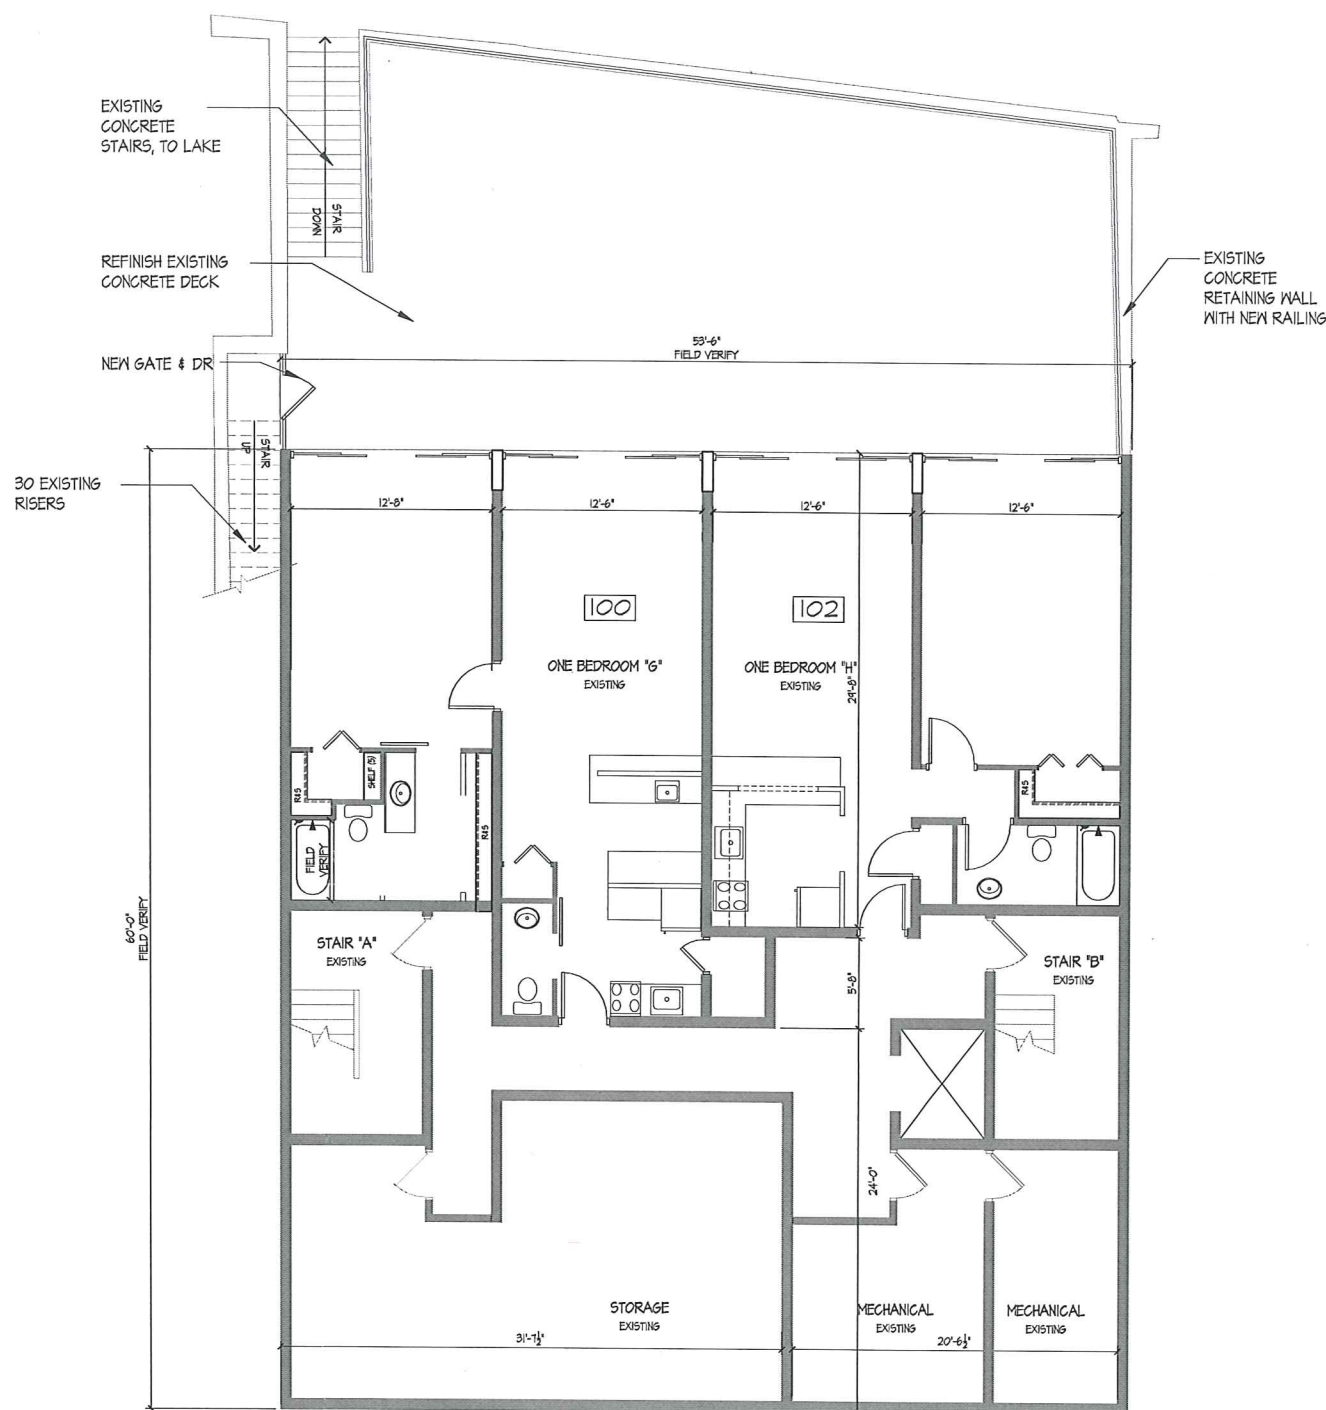 EXISTING
CONCRETE
STAIRS, TO LAKE
STAIR
DOWN
REFINISH EXISTING
CONCRETE DECK
EXISTING
CONCRETE
RETAINING WALL
WITH NEW RAILING
53'-6"
FIELD VERIFY
NEW GATE & DR
STAIR
UP
30 EXISTING
RISERS
12'-8"
12'-6"
12'-6"
12'-6"
100
102
ONE BEDROOM "G"
EXISTING
ONE BEDROOM "H"
EXISTING
29'-8"
R&S
SHELF (5)
R&S
R&S
FIELD
VERIFY
60'-0"
FIELD VERIFY
STAIR "A"
EXISTING
STAIR "B"
EXISTING
5'-8"
24'-0"
STORAGE
EXISTING
MECHANICAL
EXISTING
MECHANICAL
EXISTING
31'-7½"
20'-6½"